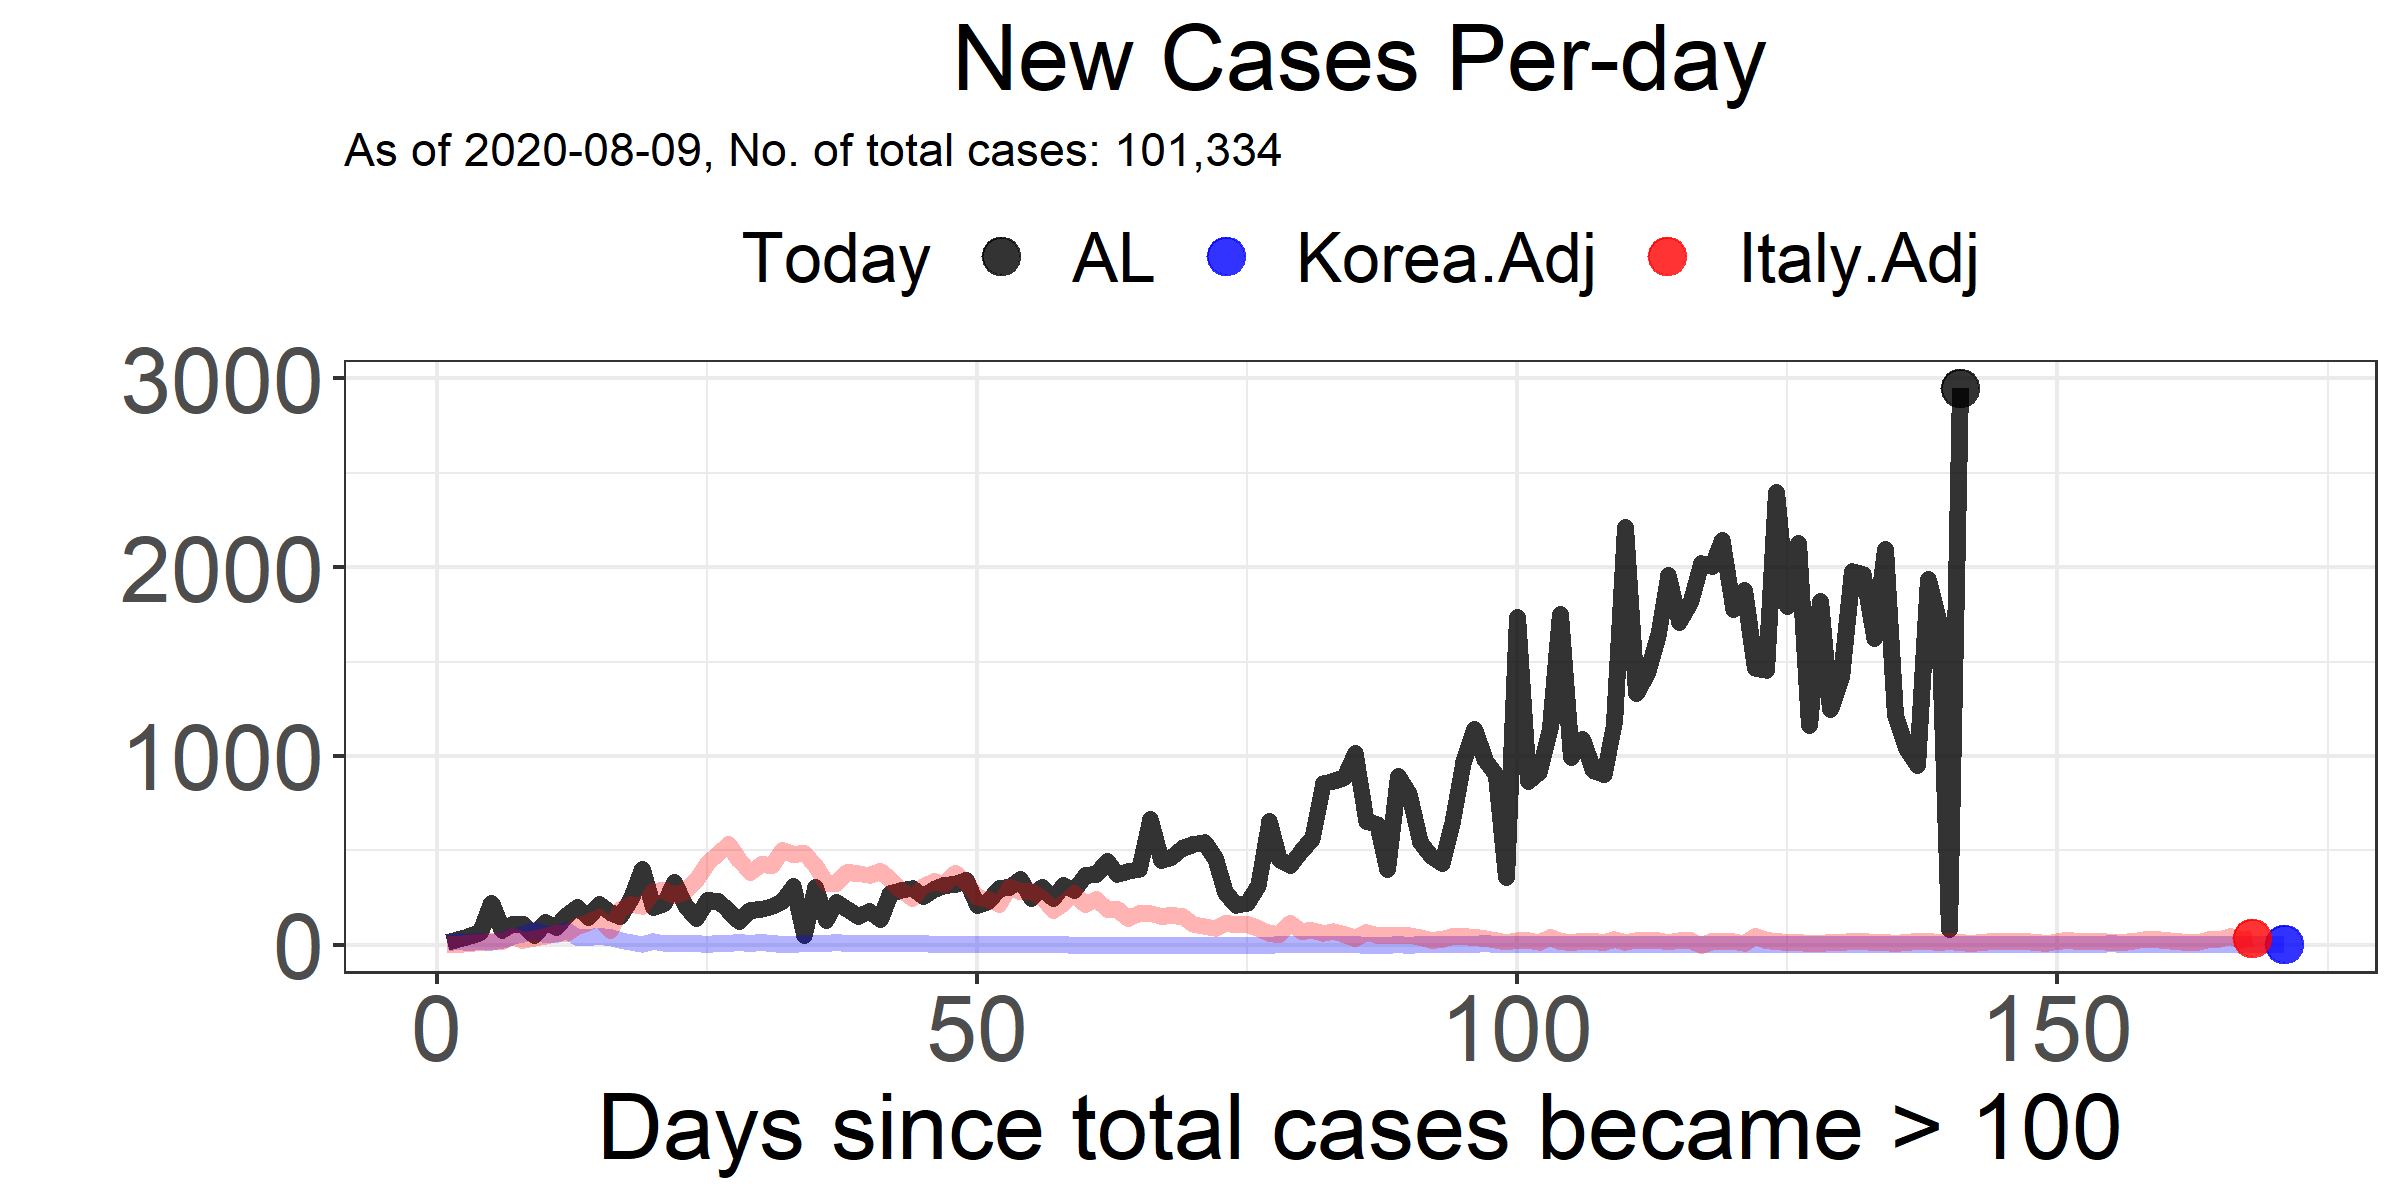 New Cases Per-day
As of 2020-08-09, No. of total cases: 101,334
Today AL Korea.Adj Italy.Adj
3000
2000
1000
0
0 50 100 150
Days since total cases became > 100